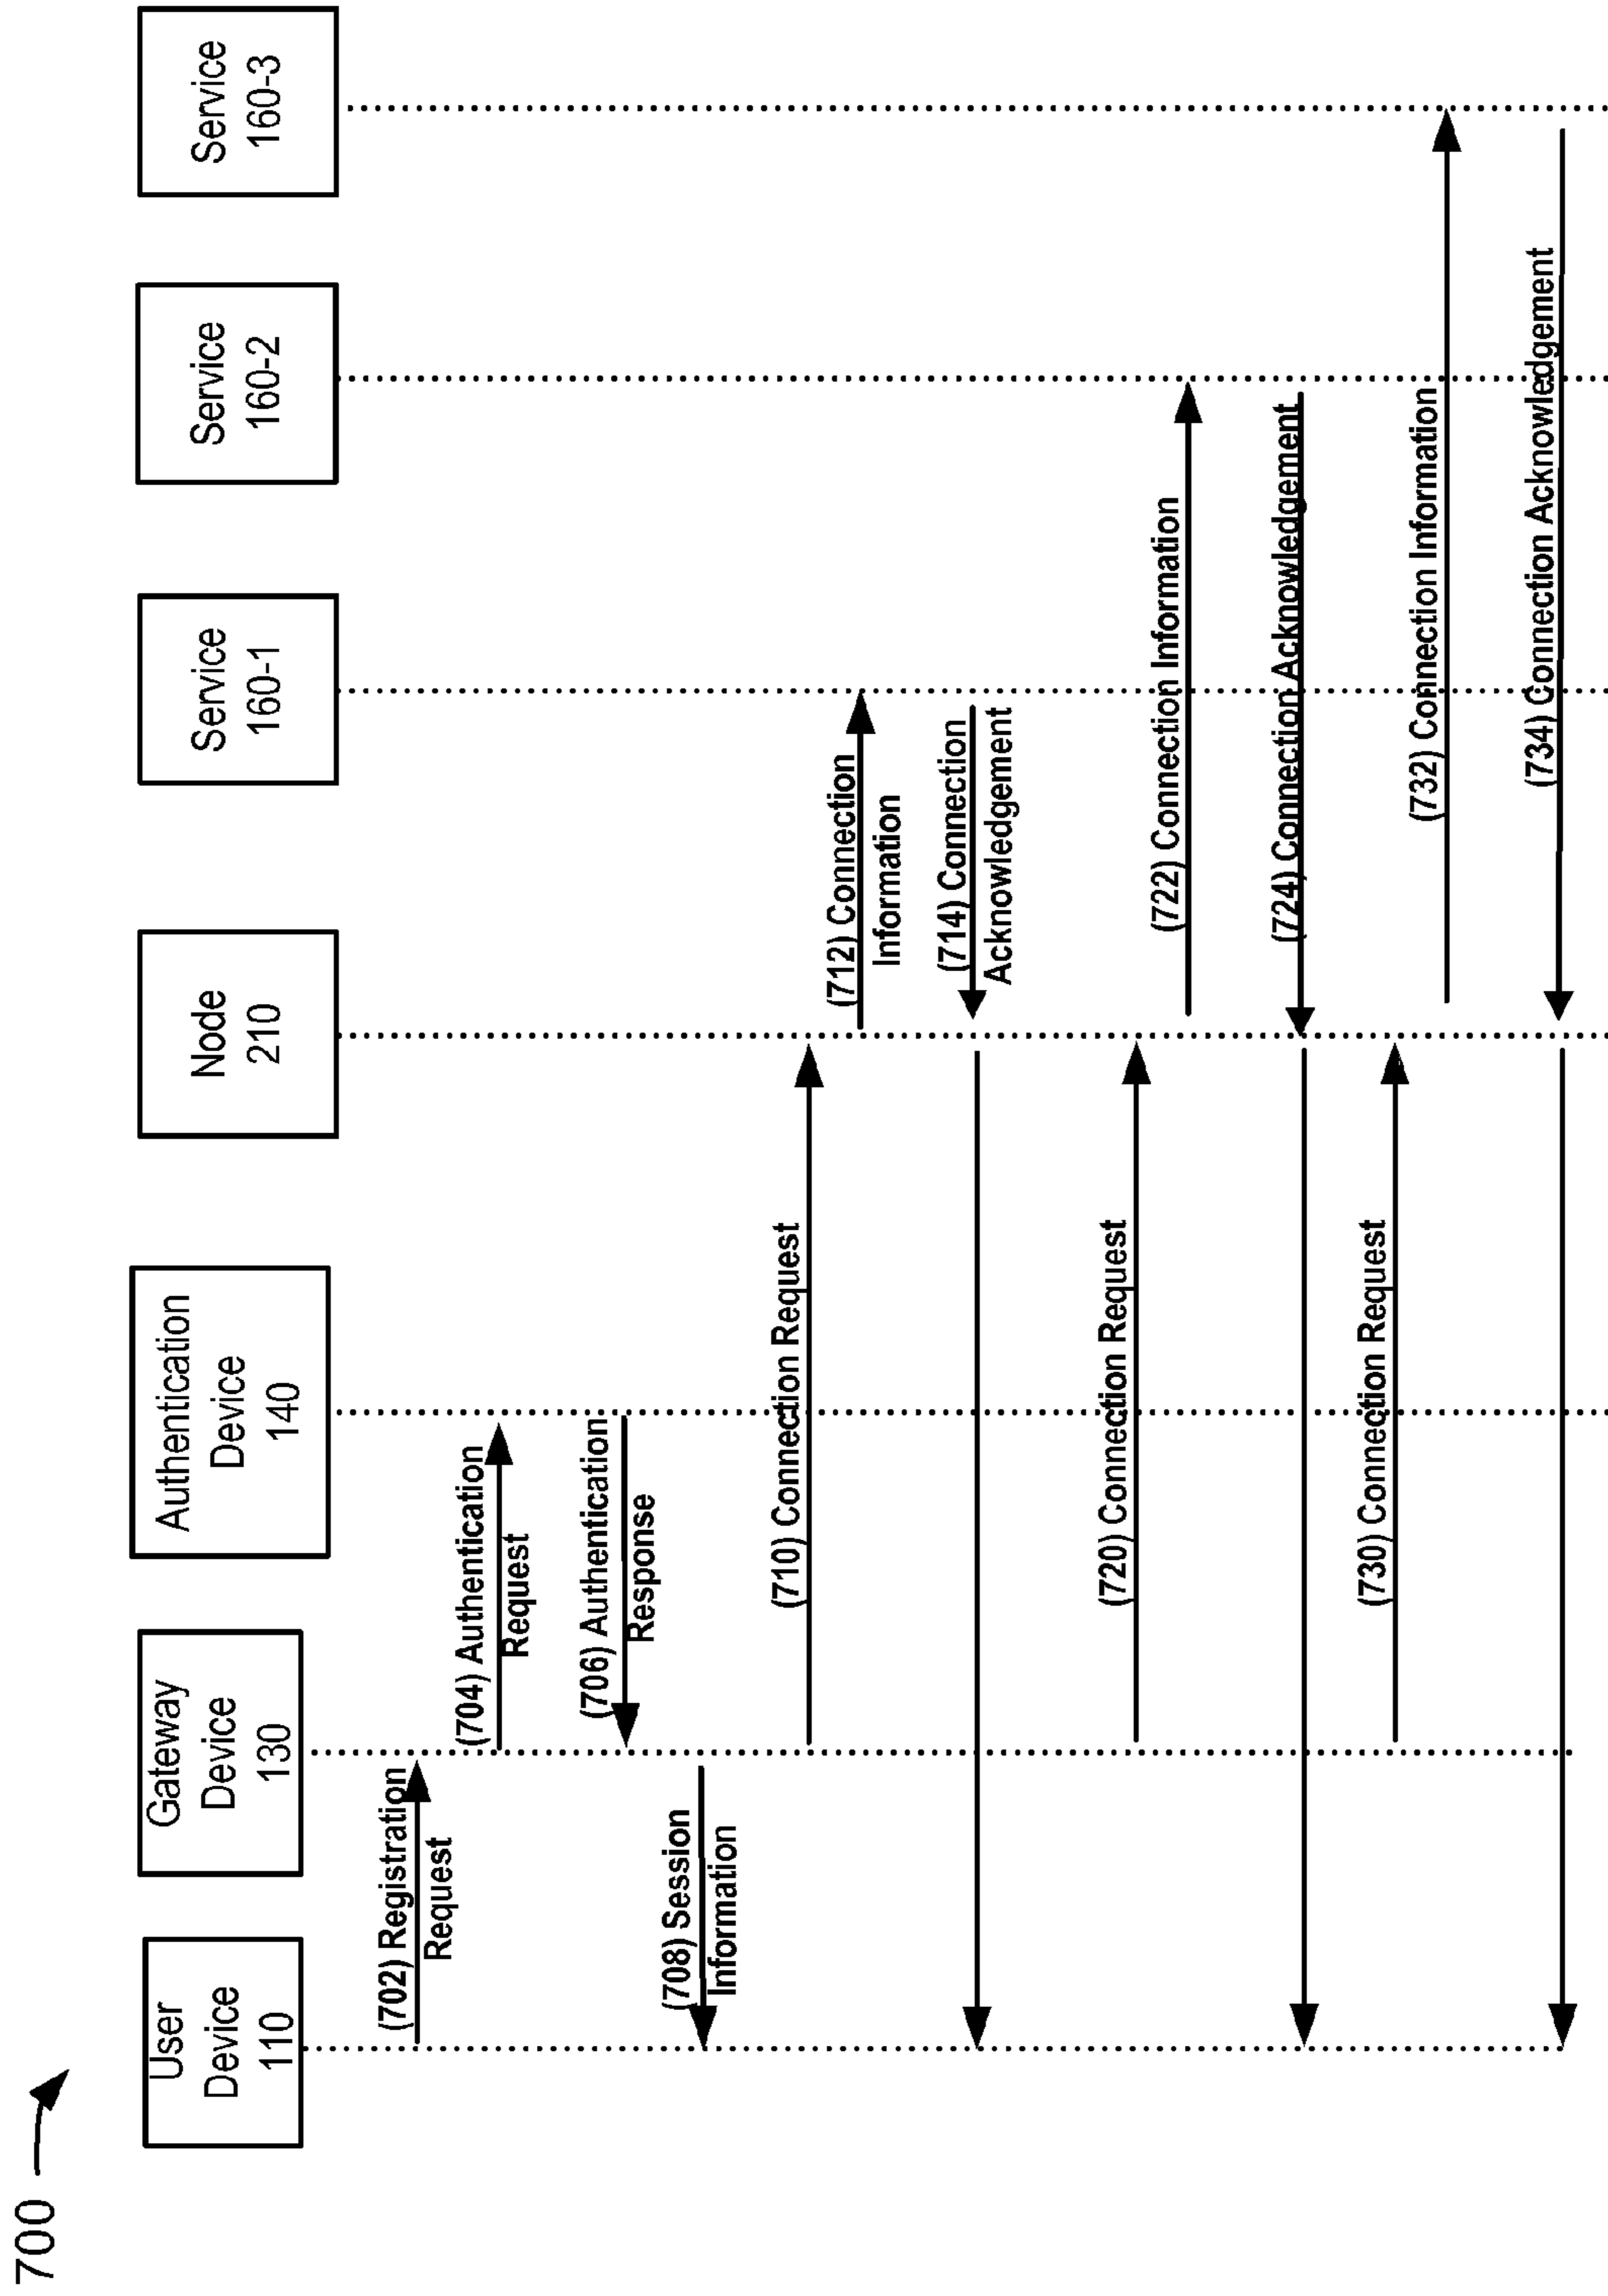 700
User
Device
110
Gateway
Device
130
Authentication
Device
140
Node
210
Service
160-1
Service
160-2
Service
160-3
(702) Registration
Request
(704) Authentication
Request
(706) Authentication
Response
(708) Session
Information
(710) Connection Request
(712) Connection
Information
(714) Connection
Acknowledgement
(720) Connection Request
(722) Connection Information
(724) Connection Acknowledgement
(730) Connection Request
(732) Connection Information
(734) Connection Acknowledgement